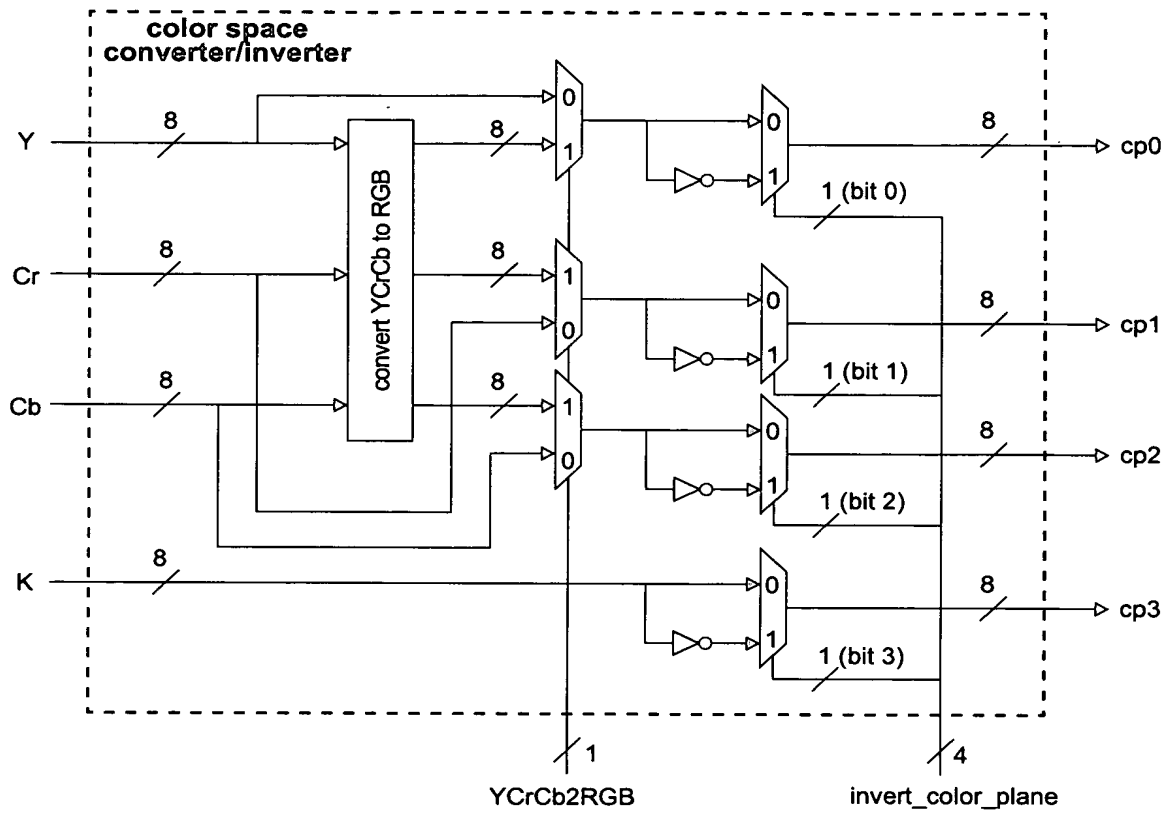 color space
converter/inverter
Y
8
8
0
1
0
1
8
cp0
1 (bit 0)
convert YCrCb to RGB
Cr
8
8
1
0
0
1
8
cp1
1 (bit 1)
Cb
8
8
1
0
0
1
8
cp2
1 (bit 2)
K
8
0
1
8
cp3
1 (bit 3)
1
4
YCrCb2RGB
invert_color_plane